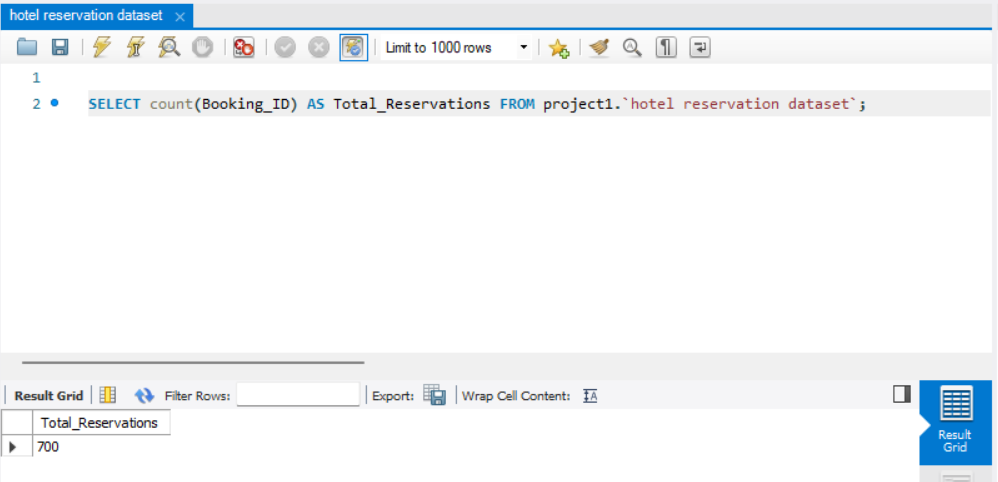 hotel reservation dataset
Limit to 1000 rows
1
2 SELECT count(Booking_ID) AS Total_Reservations FROM project1.`hotel reservation dataset`;
Result Grid Filter Rows: Export: Wrap Cell Content:
Total_Reservations
700
Result
Grid